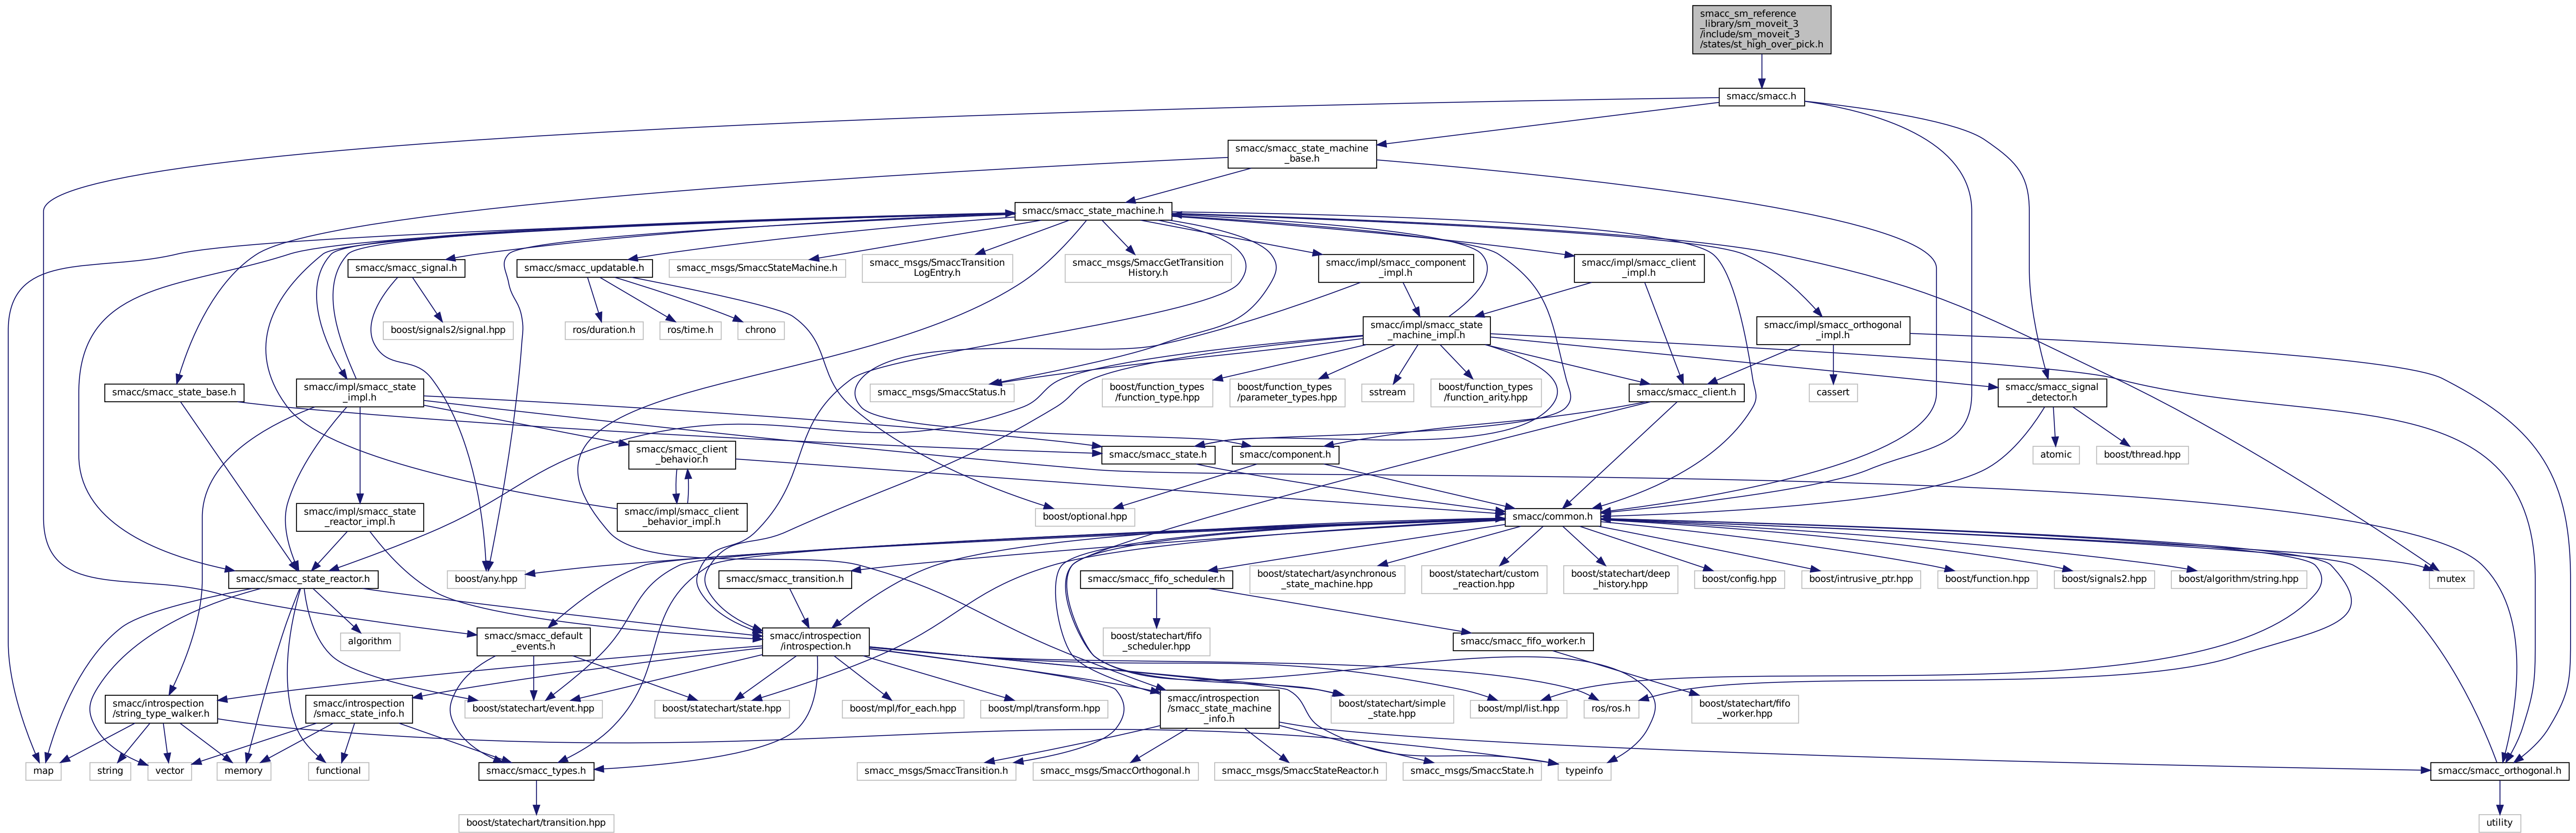 smacc_sm_reference
_library/sm_moveit_3
/include/sm_moveit_3
/states/st_high_over_pick.h
smacc/smacc.h
smacc/smacc_state_machine
_base.h
smacc/smacc_state_machine.h
smacc/smacc_signal.h
smacc/smacc_updatable.h
smacc_msgs/SmaccStateMachine.h
smacc_msgs/SmaccTransition
LogEntry.h
smacc_msgs/SmaccGetTransition
History.h
smacc/impl/smacc_component
_impl.h
smacc/impl/smacc_client
_impl.h
boost/signals2/signal.hpp
ros/duration.h
ros/time.h
chrono
smacc/impl/smacc_state
_machine_impl.h
smacc/impl/smacc_orthogonal
_impl.h
smacc/smacc_state_base.h
smacc/impl/smacc_state
_impl.h
smacc_msgs/SmaccStatus.h
boost/function_types
/function_type.hpp
boost/function_types
/parameter_types.hpp
sstream
boost/function_types
/function_arity.hpp
smacc/smacc_client.h
cassert
smacc/smacc_signal
_detector.h
smacc/smacc_client
_behavior.h
smacc/smacc_state.h
smacc/component.h
atomic
boost/thread.hpp
smacc/impl/smacc_state
_reactor_impl.h
smacc/impl/smacc_client
_behavior_impl.h
boost/optional.hpp
smacc/common.h
smacc/smacc_state_reactor.h
boost/any.hpp
smacc/smacc_transition.h
smacc/smacc_fifo_scheduler.h
boost/statechart/asynchronous
_state_machine.hpp
boost/statechart/custom
_reaction.hpp
boost/statechart/deep
_history.hpp
boost/config.hpp
boost/intrusive_ptr.hpp
boost/function.hpp
boost/signals2.hpp
boost/algorithm/string.hpp
mutex
algorithm
smacc/smacc_default
_events.h
smacc/introspection
/introspection.h
boost/statechart/fifo
_scheduler.hpp
smacc/smacc_fifo_worker.h
smacc/introspection
/string_type_walker.h
smacc/introspection
/smacc_state_info.h
boost/statechart/event.hpp
boost/statechart/state.hpp
boost/mpl/for_each.hpp
boost/mpl/transform.hpp
smacc/introspection
/smacc_state_machine
_info.h
boost/statechart/simple
_state.hpp
boost/mpl/list.hpp
ros/ros.h
boost/statechart/fifo
_worker.hpp
map
string
vector
memory
functional
smacc/smacc_types.h
smacc_msgs/SmaccTransition.h
smacc_msgs/SmaccOrthogonal.h
smacc_msgs/SmaccStateReactor.h
smacc_msgs/SmaccState.h
typeinfo
smacc/smacc_orthogonal.h
boost/statechart/transition.hpp
utility